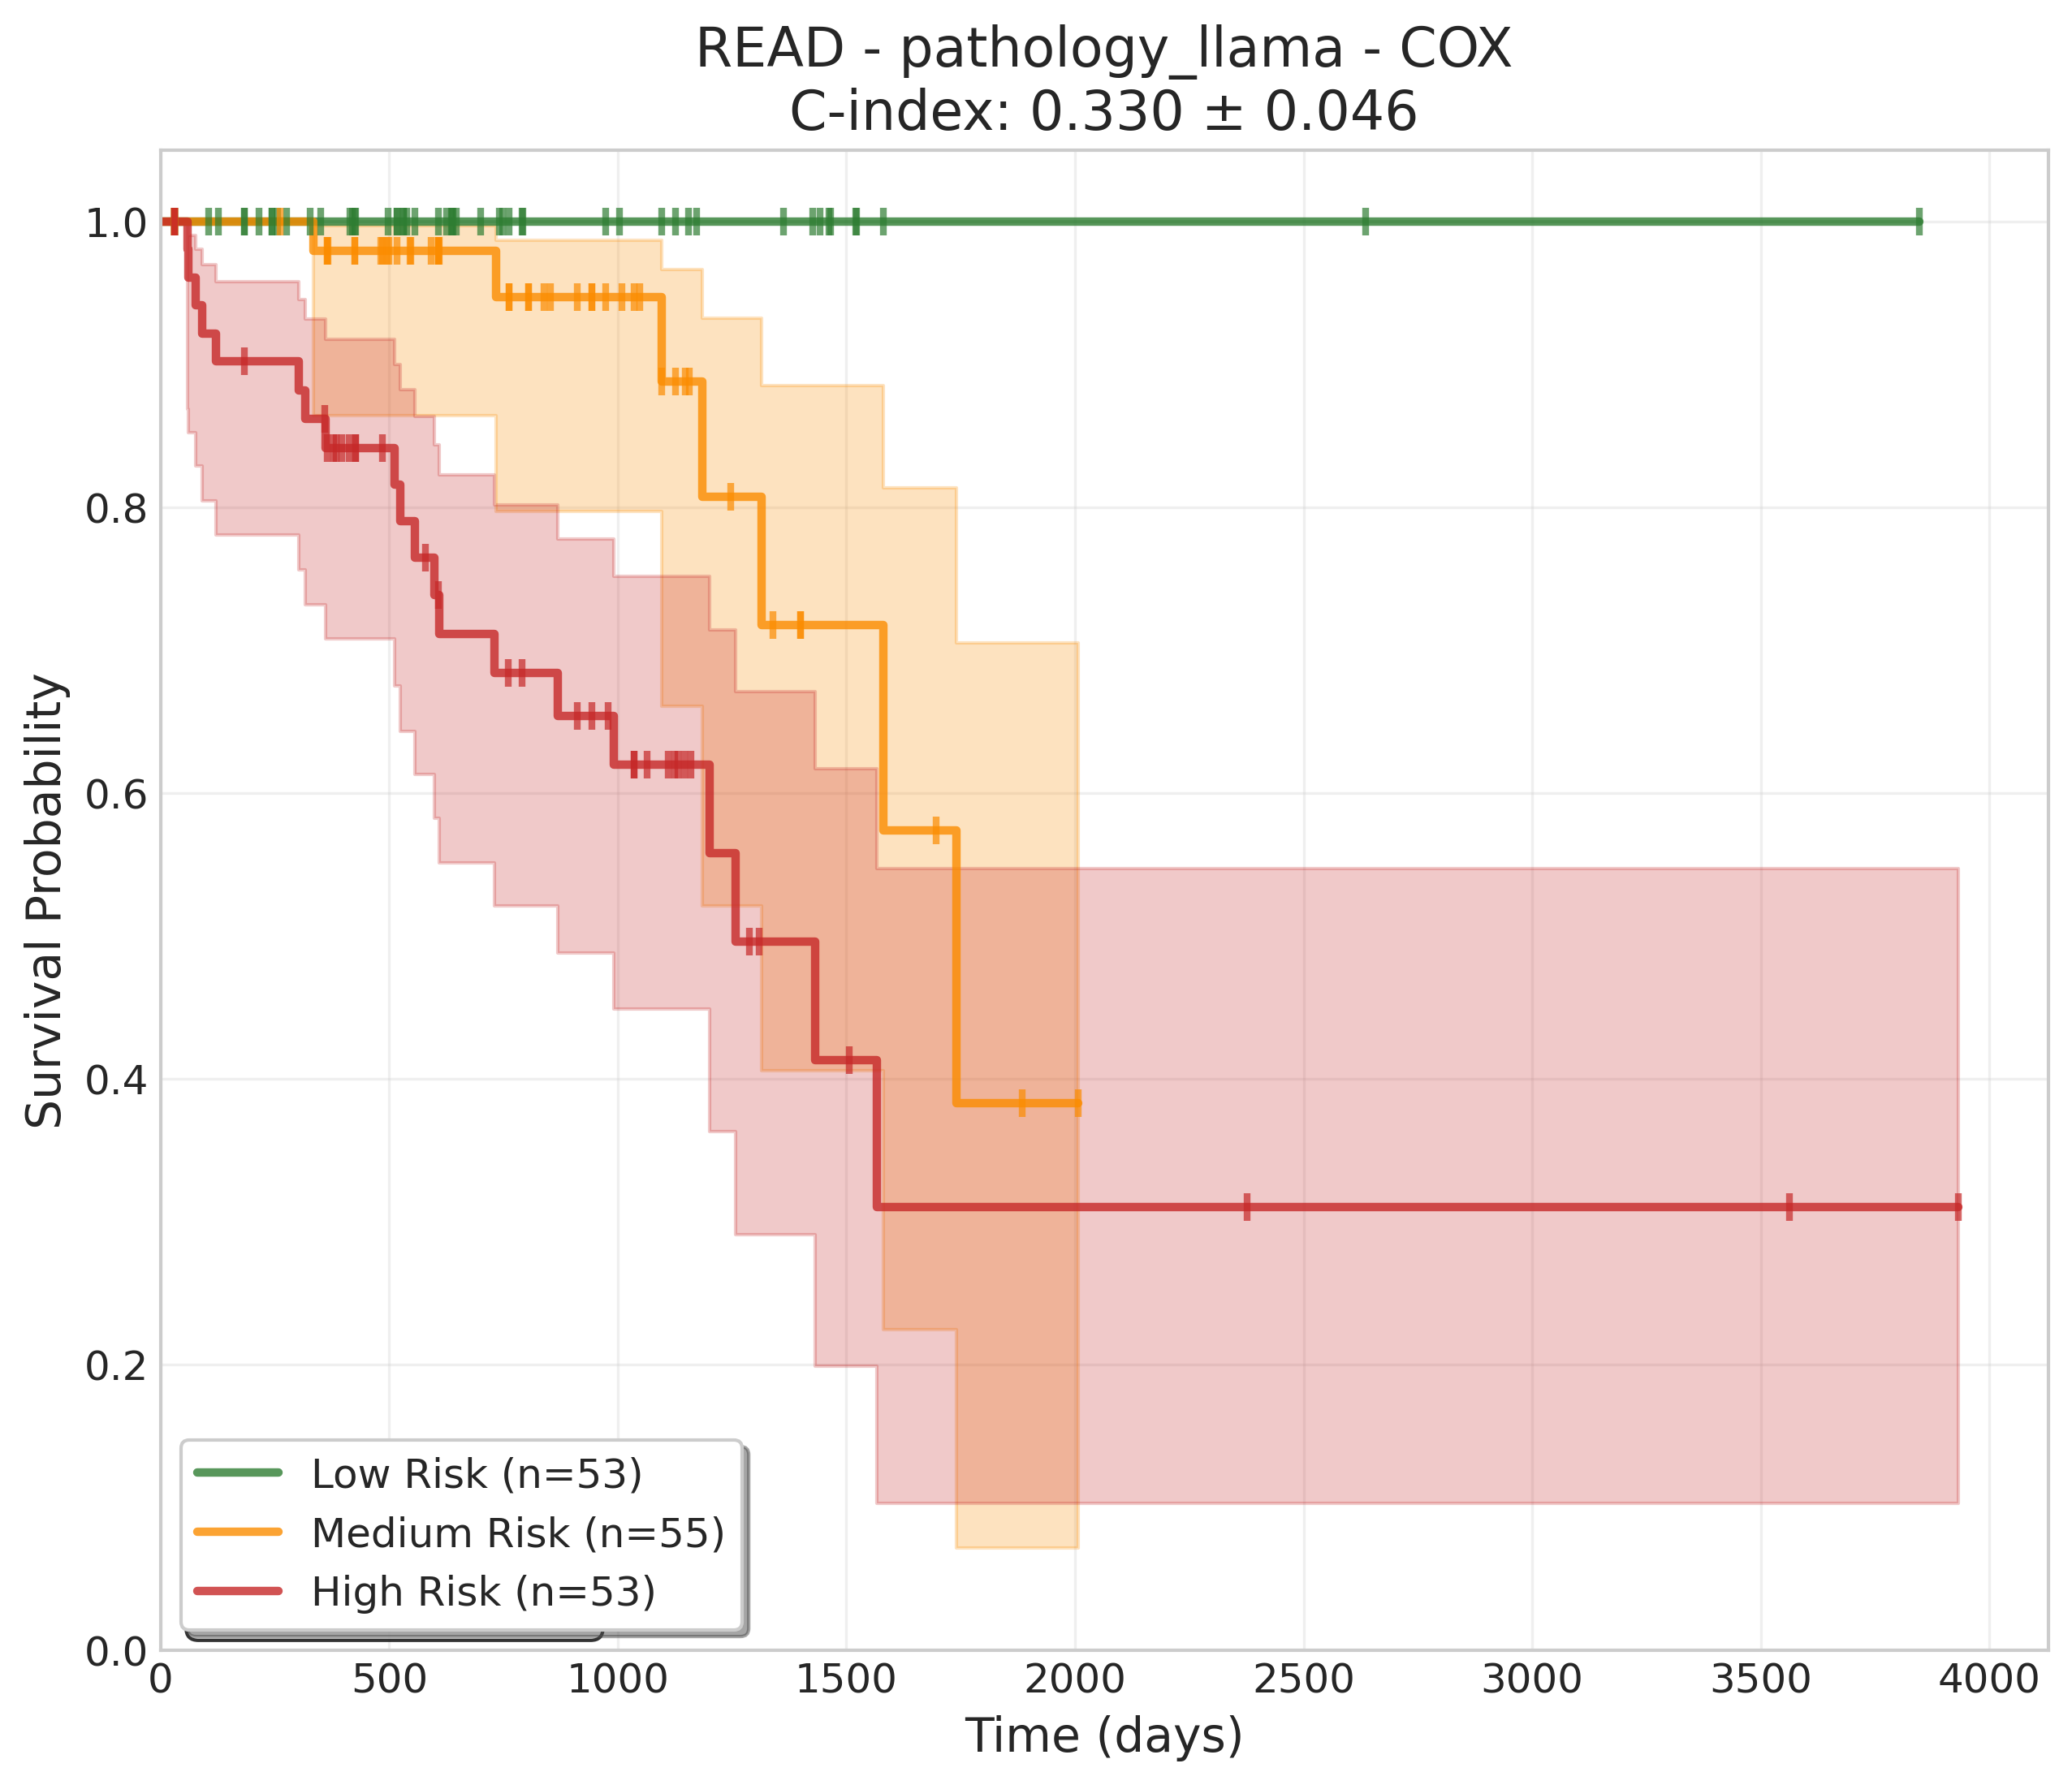 READ - pathology_llama - COX
C-index: 0.330 ± 0.046
Survival Probability
1.0
0.8
0.6
0.4
0.2
0.0
Low Risk (n=53)
Medium Risk (n=55)
High Risk (n=53)
0 500 1000 1500 2000 2500 3000 3500 4000
Time (days)